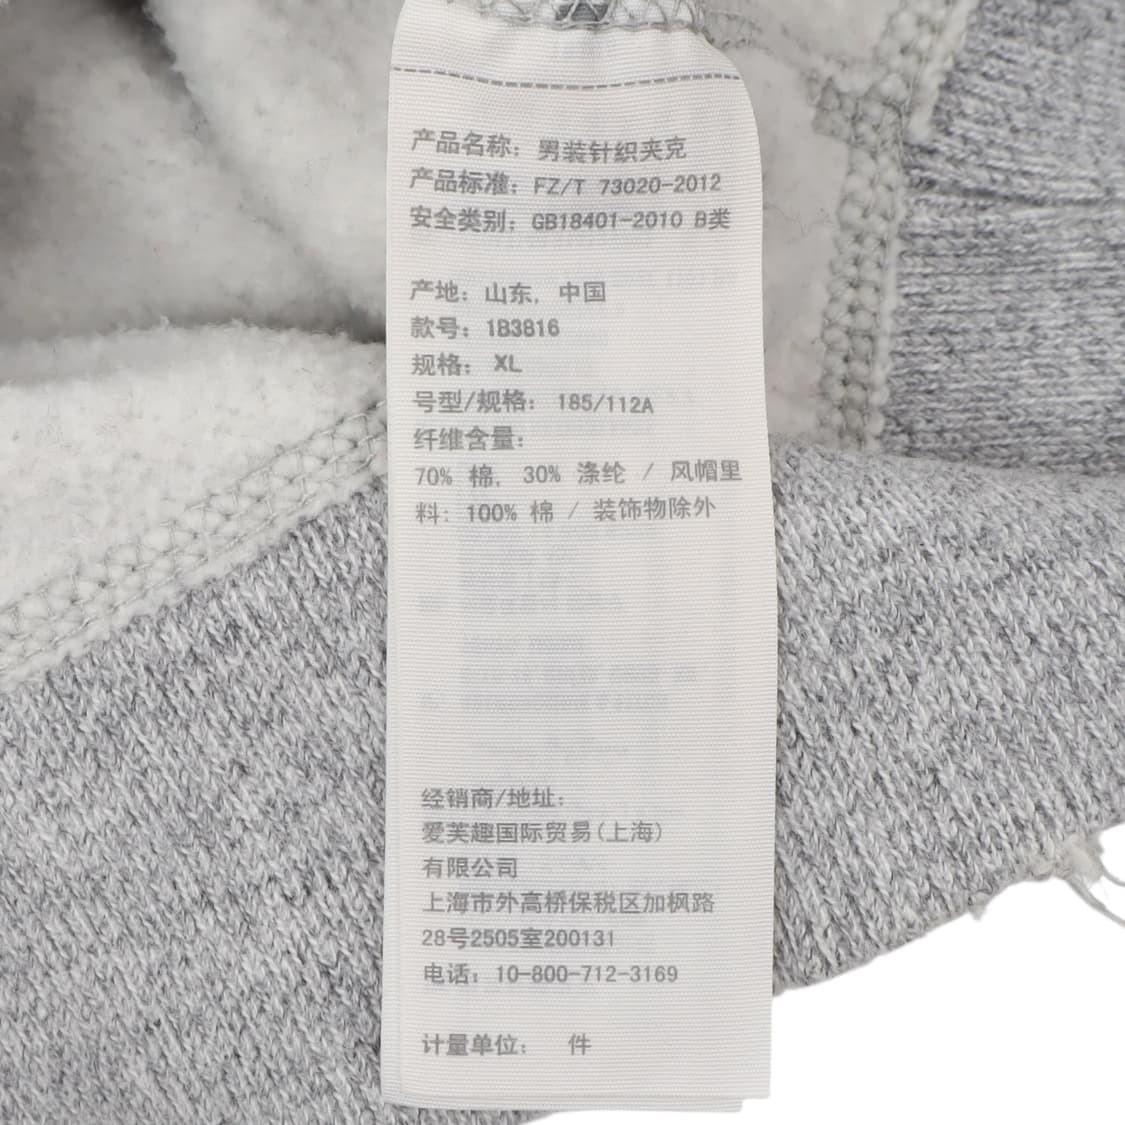 产品名称：男装针织夹克
产品标准：FZ/T 73020-2012
安全类别：GB18401-2010 B类
产地：山东，中国
款号：1B3816
规格：XL
号型/规格：185/112A
纤维含量：
70% 棉，30% 涤纶 / 风帽里
料：100% 棉 / 装饰物除外
经销商/地址：
爱芙趣国际贸易(上海)
有限公司
上海市外高桥保税区加枫路
28号2505室200131
电话：10-800-712-3169
计量单位： 件